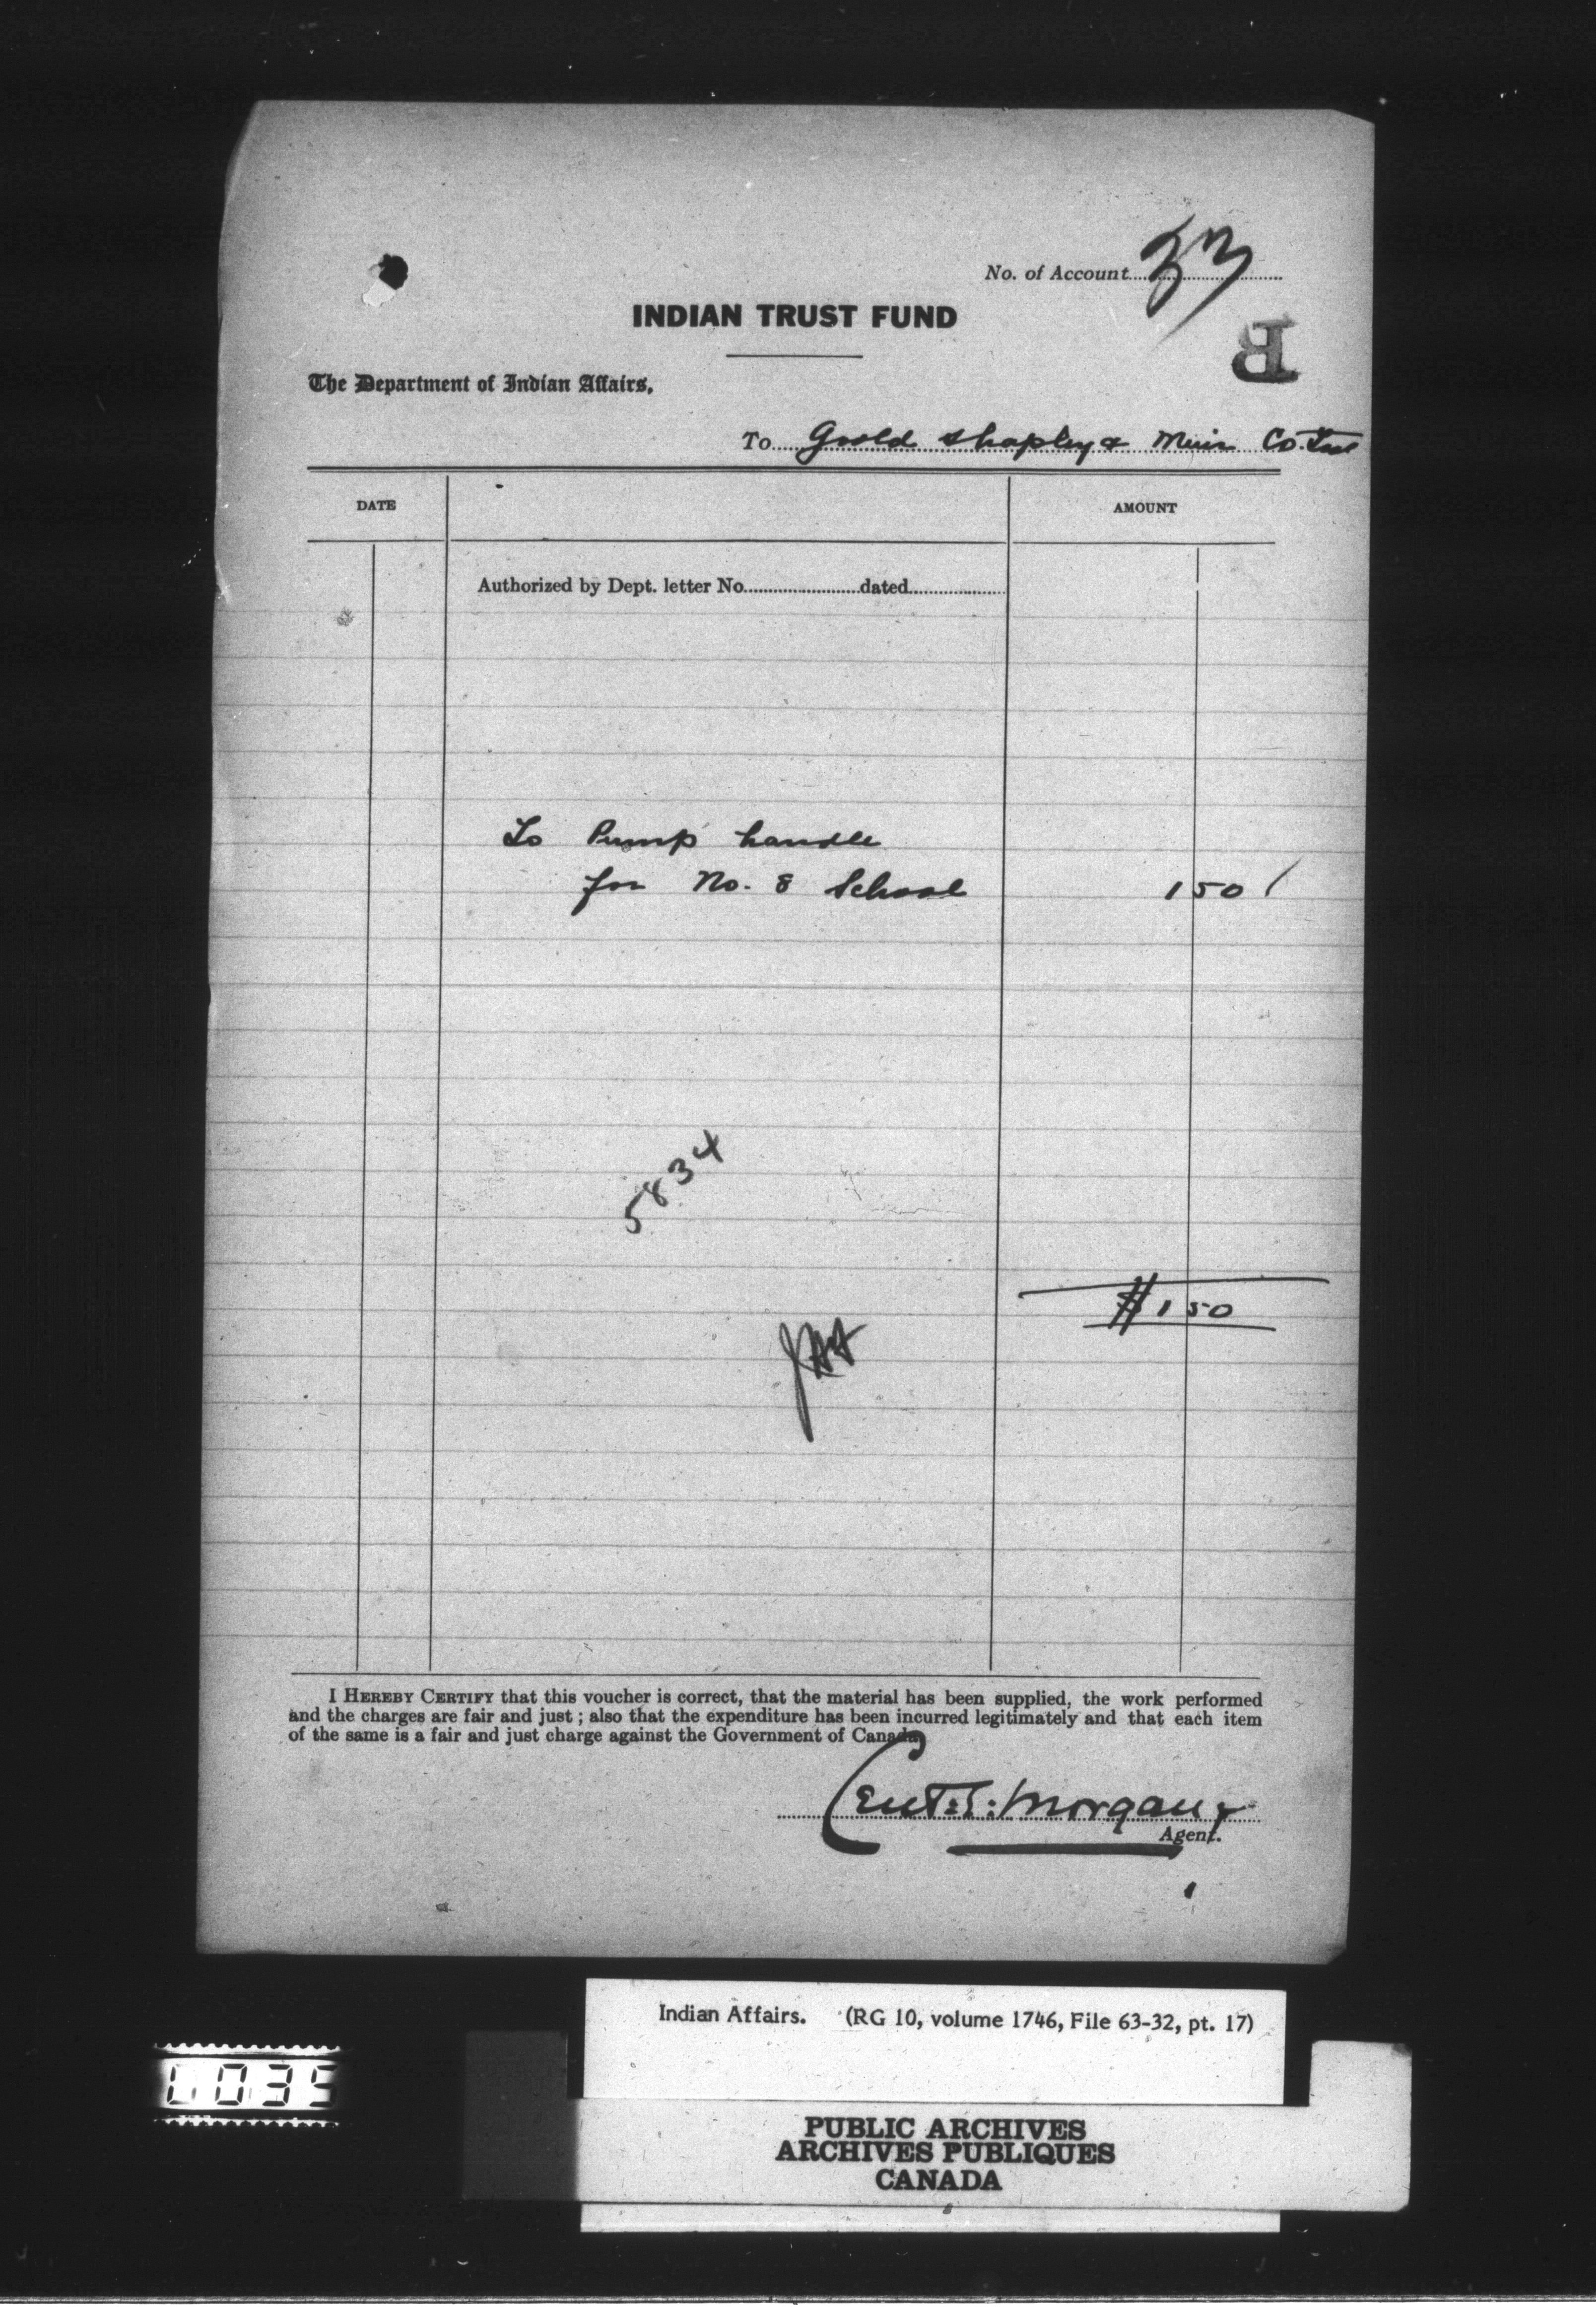 No. of Account 33
INDIAN TRUST FUND
B
The Department of Indian Affairs,
To Goold Shapley & Muir Co. Ltd
DATE
AMOUNT
Authorized by Dept. letter No. dated
To Pump handle
for No. 8 School 1 50
5834
$ 1 50
I HEREBY CERTIFY that this voucher is correct, that the material has been supplied, the work performed
and the charges are fair and just ; also that the expenditure has been incurred legitimately and that each item
of the same is a fair and just charge against the Government of Canada.
Morgan
Agent.
Indian Affairs. (RG 10, volume 1746, File 63-32, pt. 17)
0035
PUBLIC ARCHIVES
ARCHIVES PUBLIQUES
CANADA